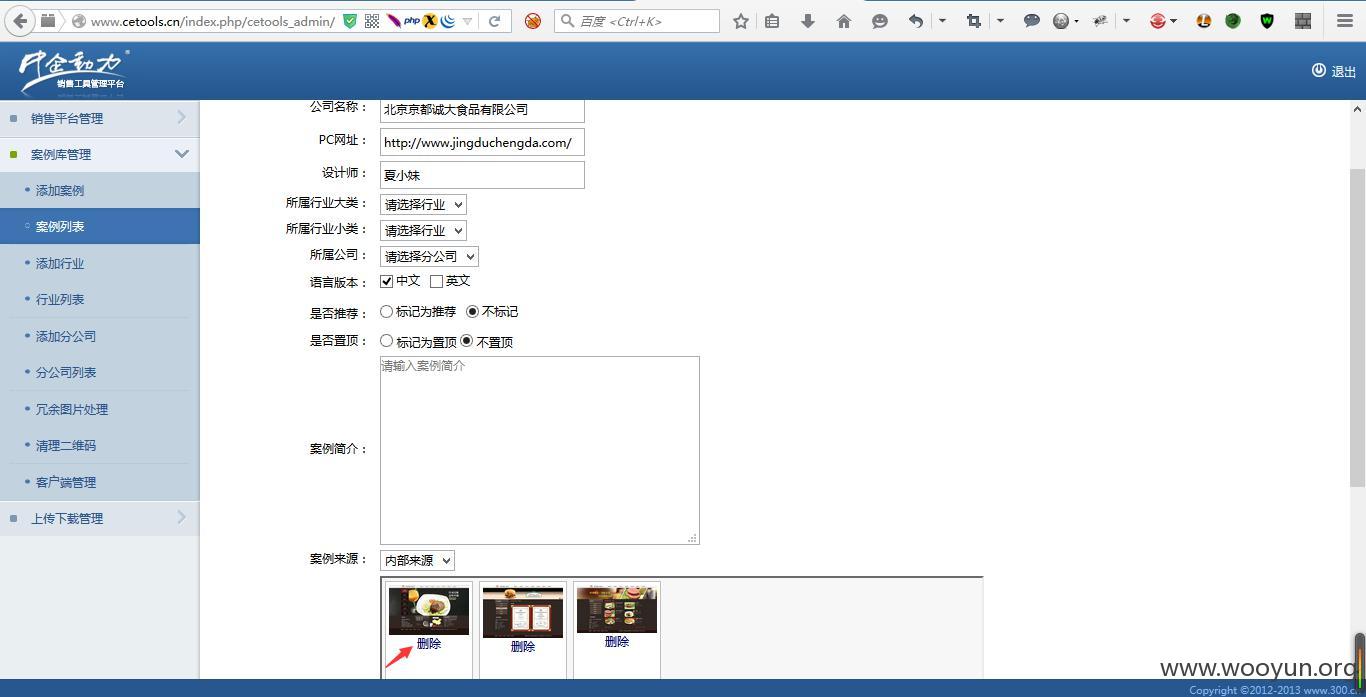 www.cetools.cn/index.php/cetools_admin/
php
百度 <Ctrl+K>
中企动力
销售工具管理平台
退出
销售平台管理
案例库管理
添加案例
案例列表
添加行业
行业列表
添加分公司
分公司列表
冗余图片处理
清理二维码
客户端管理
上传下载管理
公司名称： 北京京都诚大食品有限公司
PC网址： http://www.jingduchengda.com/
设计师： 夏小妹
所属行业大类： 请选择行业
所属行业小类： 请选择行业
所属公司： 请选择分公司
语言版本： 中文 英文
是否推荐： 标记为推荐 不标记
是否置顶： 标记为置顶 不置顶
请输入案例简介
案例简介：
案例来源： 内部来源
删除 删除 删除
www.wooyun.org
Copyright ©2012-2013 www.300.c